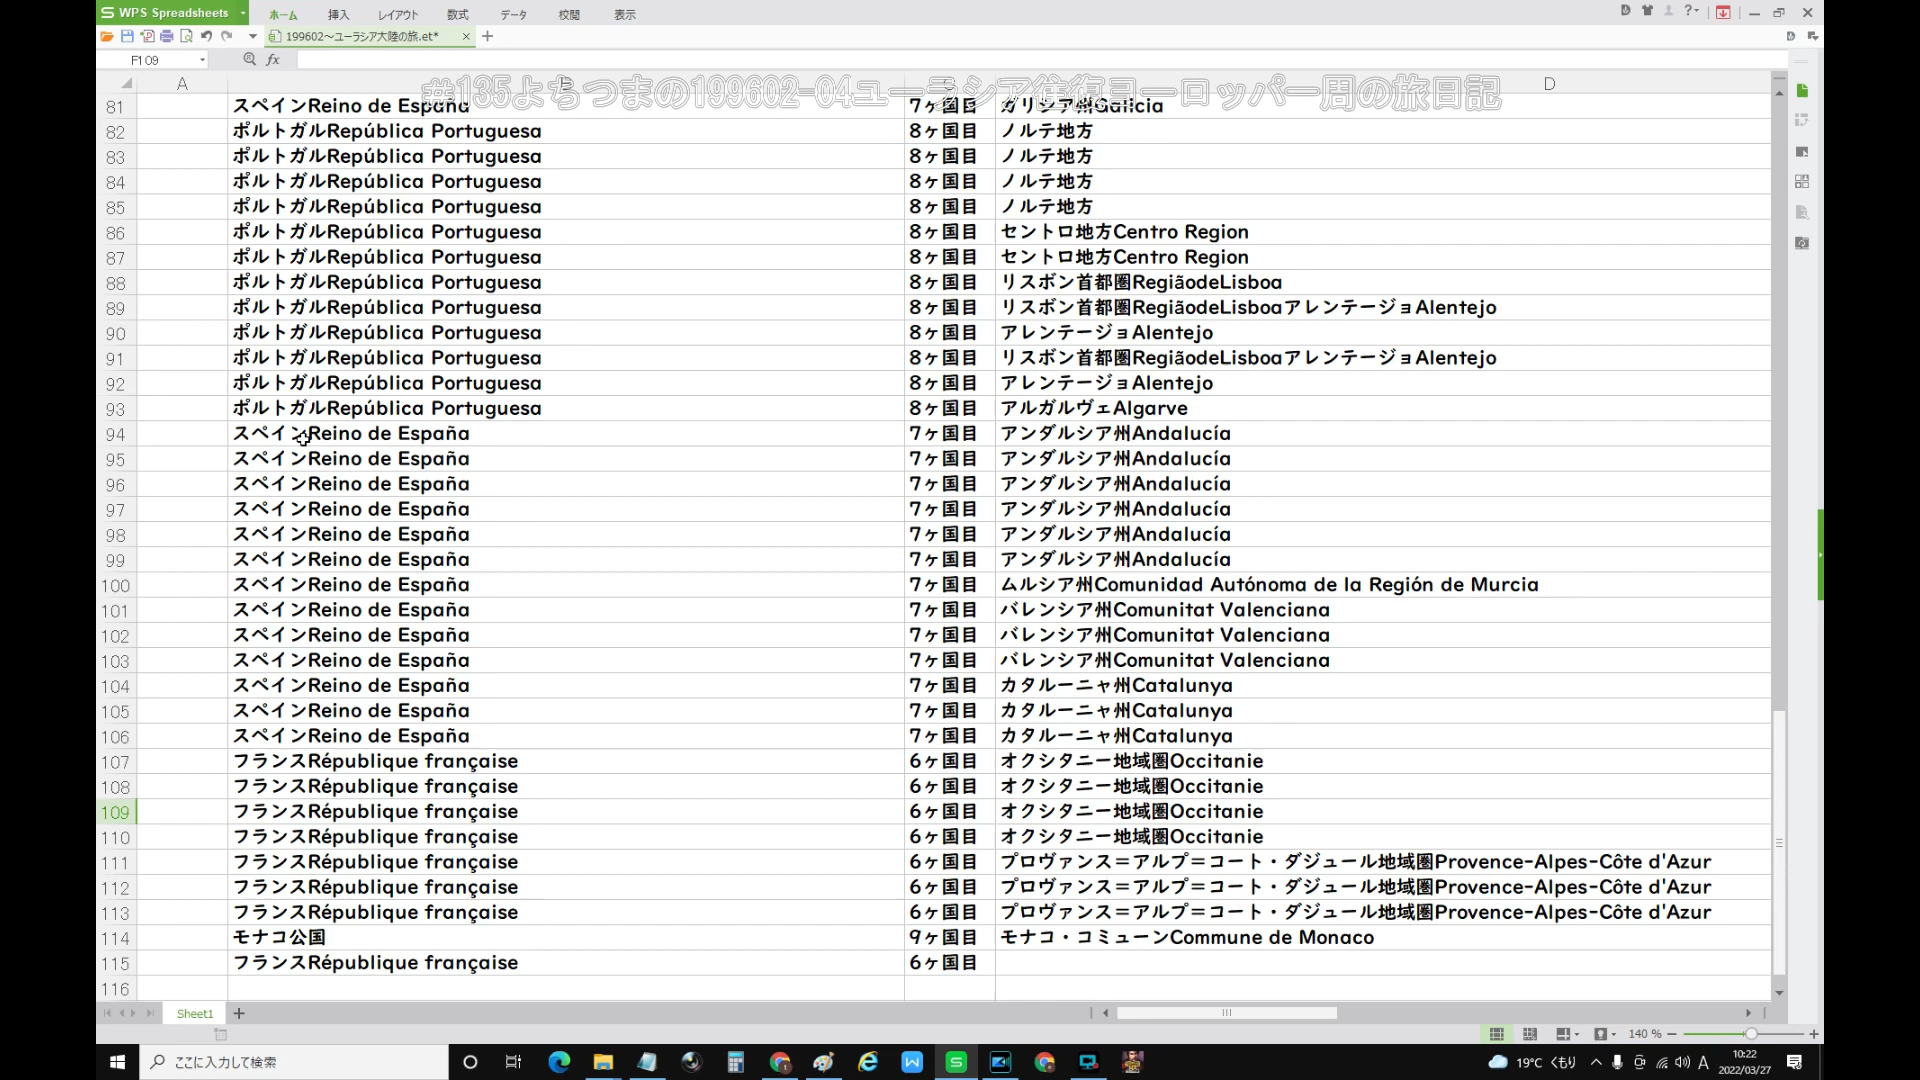 WPS Spreadsheets
ホーム 挿入 レイアウト 数式 データ 校閲 表示
199602～ユーラシア大陸の旅.et*
F109 fx
#135よちつまの199602-04ユーラシア往復ヨーロッパ一周の旅日記
A D
81 スペインReino de España 7ヶ国目 ガリシア州Galicia
82 ポルトガルRepública Portuguesa 8ヶ国目 ノルテ地方
83 ポルトガルRepública Portuguesa 8ヶ国目 ノルテ地方
84 ポルトガルRepública Portuguesa 8ヶ国目 ノルテ地方
85 ポルトガルRepública Portuguesa 8ヶ国目 ノルテ地方
86 ポルトガルRepública Portuguesa 8ヶ国目 セントロ地方Centro Region
87 ポルトガルRepública Portuguesa 8ヶ国目 セントロ地方Centro Region
88 ポルトガルRepública Portuguesa 8ヶ国目 リスボン首都圏RegiãodeLisboa
89 ポルトガルRepública Portuguesa 8ヶ国目 リスボン首都圏RegiãodeLisboaアレンテージョAlentejo
90 ポルトガルRepública Portuguesa 8ヶ国目 アレンテージョAlentejo
91 ポルトガルRepública Portuguesa 8ヶ国目 リスボン首都圏RegiãodeLisboaアレンテージョAlentejo
92 ポルトガルRepública Portuguesa 8ヶ国目 アレンテージョAlentejo
93 ポルトガルRepública Portuguesa 8ヶ国目 アルガルヴェAlgarve
94 スペインReino de España 7ヶ国目 アンダルシア州Andalucía
95 スペインReino de España 7ヶ国目 アンダルシア州Andalucía
96 スペインReino de España 7ヶ国目 アンダルシア州Andalucía
97 スペインReino de España 7ヶ国目 アンダルシア州Andalucía
98 スペインReino de España 7ヶ国目 アンダルシア州Andalucía
99 スペインReino de España 7ヶ国目 アンダルシア州Andalucía
100 スペインReino de España 7ヶ国目 ムルシア州Comunidad Autónoma de la Región de Murcia
101 スペインReino de España 7ヶ国目 バレンシア州Comunitat Valenciana
102 スペインReino de España 7ヶ国目 バレンシア州Comunitat Valenciana
103 スペインReino de España 7ヶ国目 バレンシア州Comunitat Valenciana
104 スペインReino de España 7ヶ国目 カタルーニャ州Catalunya
105 スペインReino de España 7ヶ国目 カタルーニャ州Catalunya
106 スペインReino de España 7ヶ国目 カタルーニャ州Catalunya
107 フランスRépublique française 6ヶ国目 オクシタニー地域圏Occitanie
108 フランスRépublique française 6ヶ国目 オクシタニー地域圏Occitanie
109 フランスRépublique française 6ヶ国目 オクシタニー地域圏Occitanie
110 フランスRépublique française 6ヶ国目 オクシタニー地域圏Occitanie
111 フランスRépublique française 6ヶ国目 プロヴァンス＝アルプ＝コート・ダジュール地域圏Provence-Alpes-Côte d'Azur
112 フランスRépublique française 6ヶ国目 プロヴァンス＝アルプ＝コート・ダジュール地域圏Provence-Alpes-Côte d'Azur
113 フランスRépublique française 6ヶ国目 プロヴァンス＝アルプ＝コート・ダジュール地域圏Provence-Alpes-Côte d'Azur
114 モナコ公国 9ヶ国目 モナコ・コミューンCommune de Monaco
115 フランスRépublique française 6ヶ国目
116
Sheet1
140 %
ここに入力して検索
19°C くもり A 10:22
2022/03/27